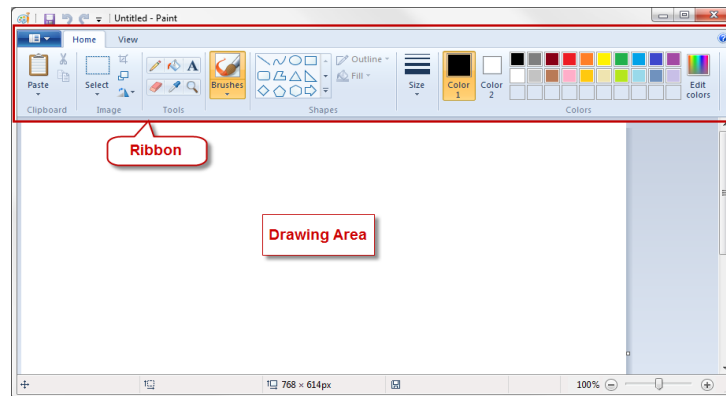 Untitled - Paint
Home View
Paste
Select
A
Brushes
Outline
Fill
Size
Color 1
Color 2
Edit colors
Clipboard Image Tools Shapes Colors
Ribbon
Drawing Area
768 × 614px
100%